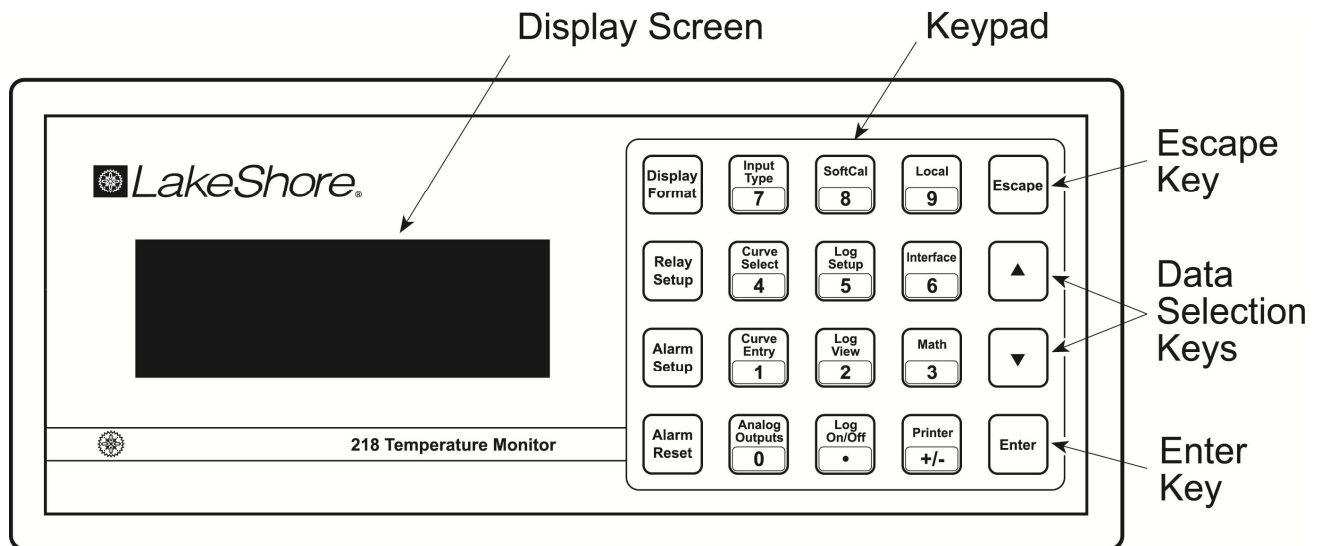 Display Screen
Keypad
LakeShore®
Display
Format
Input
Type
7
SoftCal
8
Local
9
Escape
Escape
Key
Relay
Setup
Curve
Select
4
Log
Setup
5
Interface
6
▲
Data
Selection
Keys
Alarm
Setup
Curve
Entry
1
Log
View
2
Math
3
▼
218 Temperature Monitor
Alarm
Reset
Analog
Outputs
0
Log
On/Off
•
Printer
+/-
Enter
Enter
Key